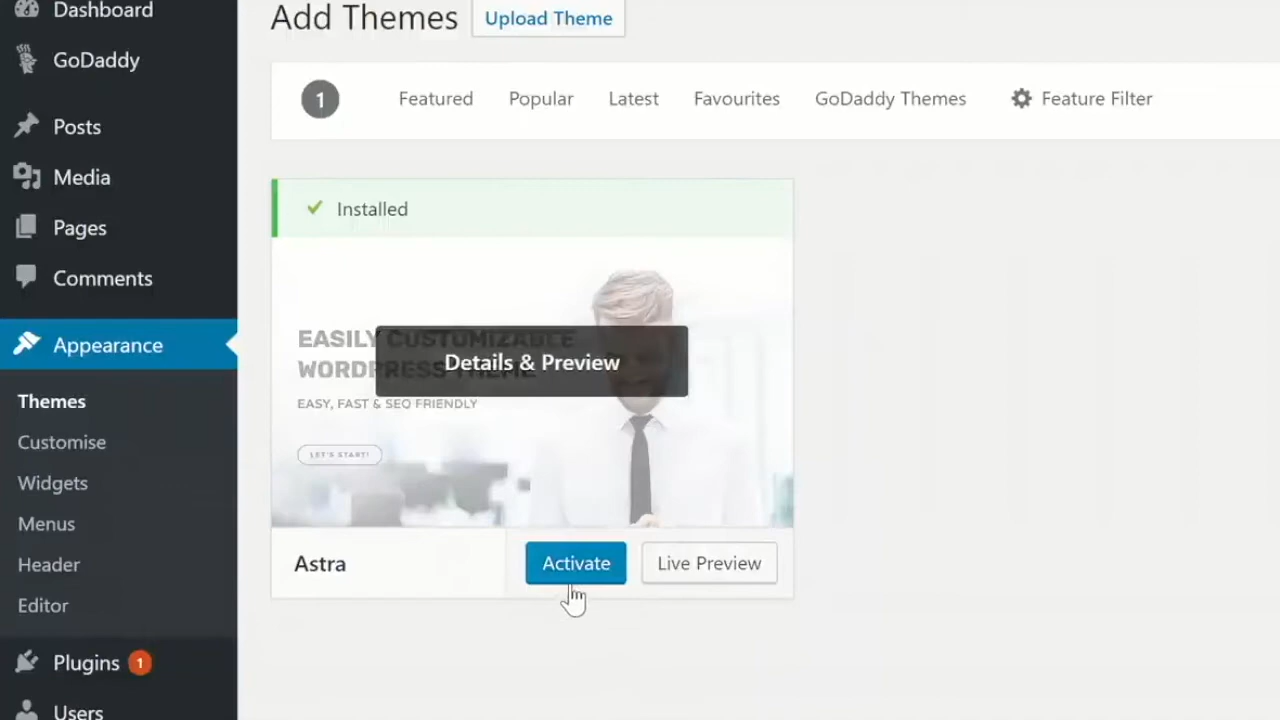 Dashboard
GoDaddy
Posts
Media
Pages
Comments
Appearance
Themes
Customise
Widgets
Menus
Header
Editor
Plugins 1
Users
Add Themes Upload Theme
1 Featured Popular Latest Favourites GoDaddy Themes Feature Filter
Installed
EASILY CUSTOMIZABLE
WORDPRESS THEME
Details & Preview
EASY, FAST & SEO FRIENDLY
LET'S START!
Astra Activate Live Preview